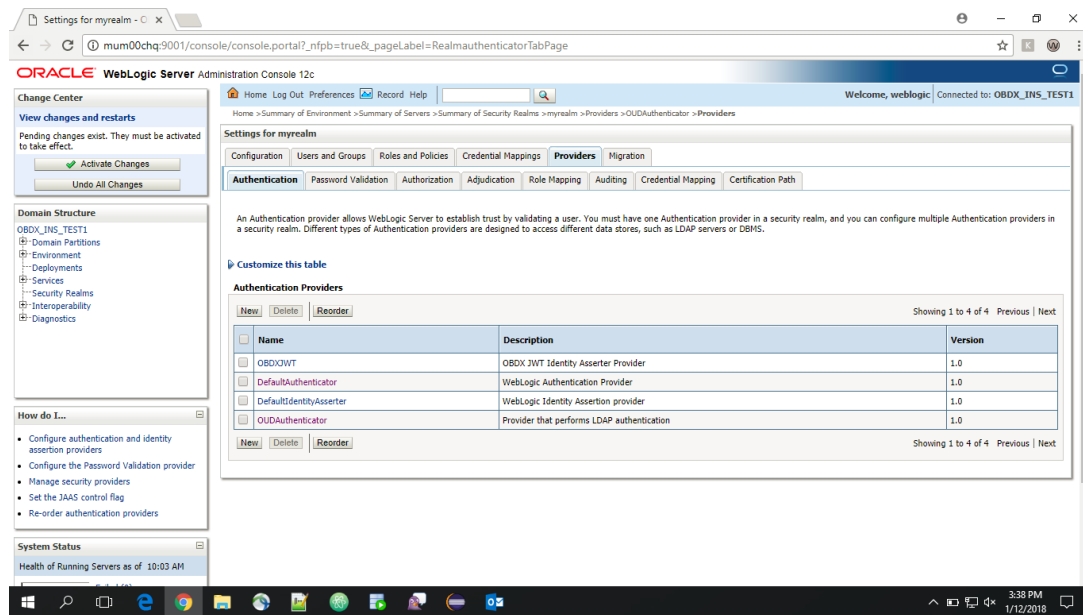 Settings for myrealm - O
mum00chq:9001/console/console.portal?_nfpb=true&_pageLabel=RealmauthenticatorTabPage
K
W
ORACLE WebLogic Server Administration Console 12c
Change Center
View changes and restarts
Pending changes exist. They must be activated
to take effect.
Activate Changes
Undo All Changes
Domain Structure
OBDX_INS_TEST1
Domain Partitions
Environment
Deployments
Services
Security Realms
Interoperability
Diagnostics
How do I...
Configure authentication and identity
assertion providers
Configure the Password Validation provider
Manage security providers
Set the JAAS control flag
Re-order authentication providers
System Status
Health of Running Servers as of 10:03 AM
Home Log Out Preferences Record Help
Welcome, weblogic Connected to: OBDX_INS_TEST1
Home >Summary of Environment >Summary of Servers >Summary of Security Realms >myrealm >Providers >OUDAuthenticator >Providers
Settings for myrealm
Configuration Users and Groups Roles and Policies Credential Mappings Providers Migration
Authentication Password Validation Authorization Adjudication Role Mapping Auditing Credential Mapping Certification Path
An Authentication provider allows WebLogic Server to establish trust by validating a user. You must have one Authentication provider in a security realm, and you can configure multiple Authentication providers in
a security realm. Different types of Authentication providers are designed to access different data stores, such as LDAP servers or DBMS.
Customize this table
Authentication Providers
New Delete Reorder Showing 1 to 4 of 4 Previous | Next
Name Description Version
OBDXJWT OBDX JWT Identity Asserter Provider 1.0
DefaultAuthenticator WebLogic Authentication Provider 1.0
DefaultIdentityAsserter WebLogic Identity Assertion provider 1.0
OUDAuthenticator Provider that performs LDAP authentication 1.0
New Delete Reorder Showing 1 to 4 of 4 Previous | Next
3:38 PM
1/12/2018